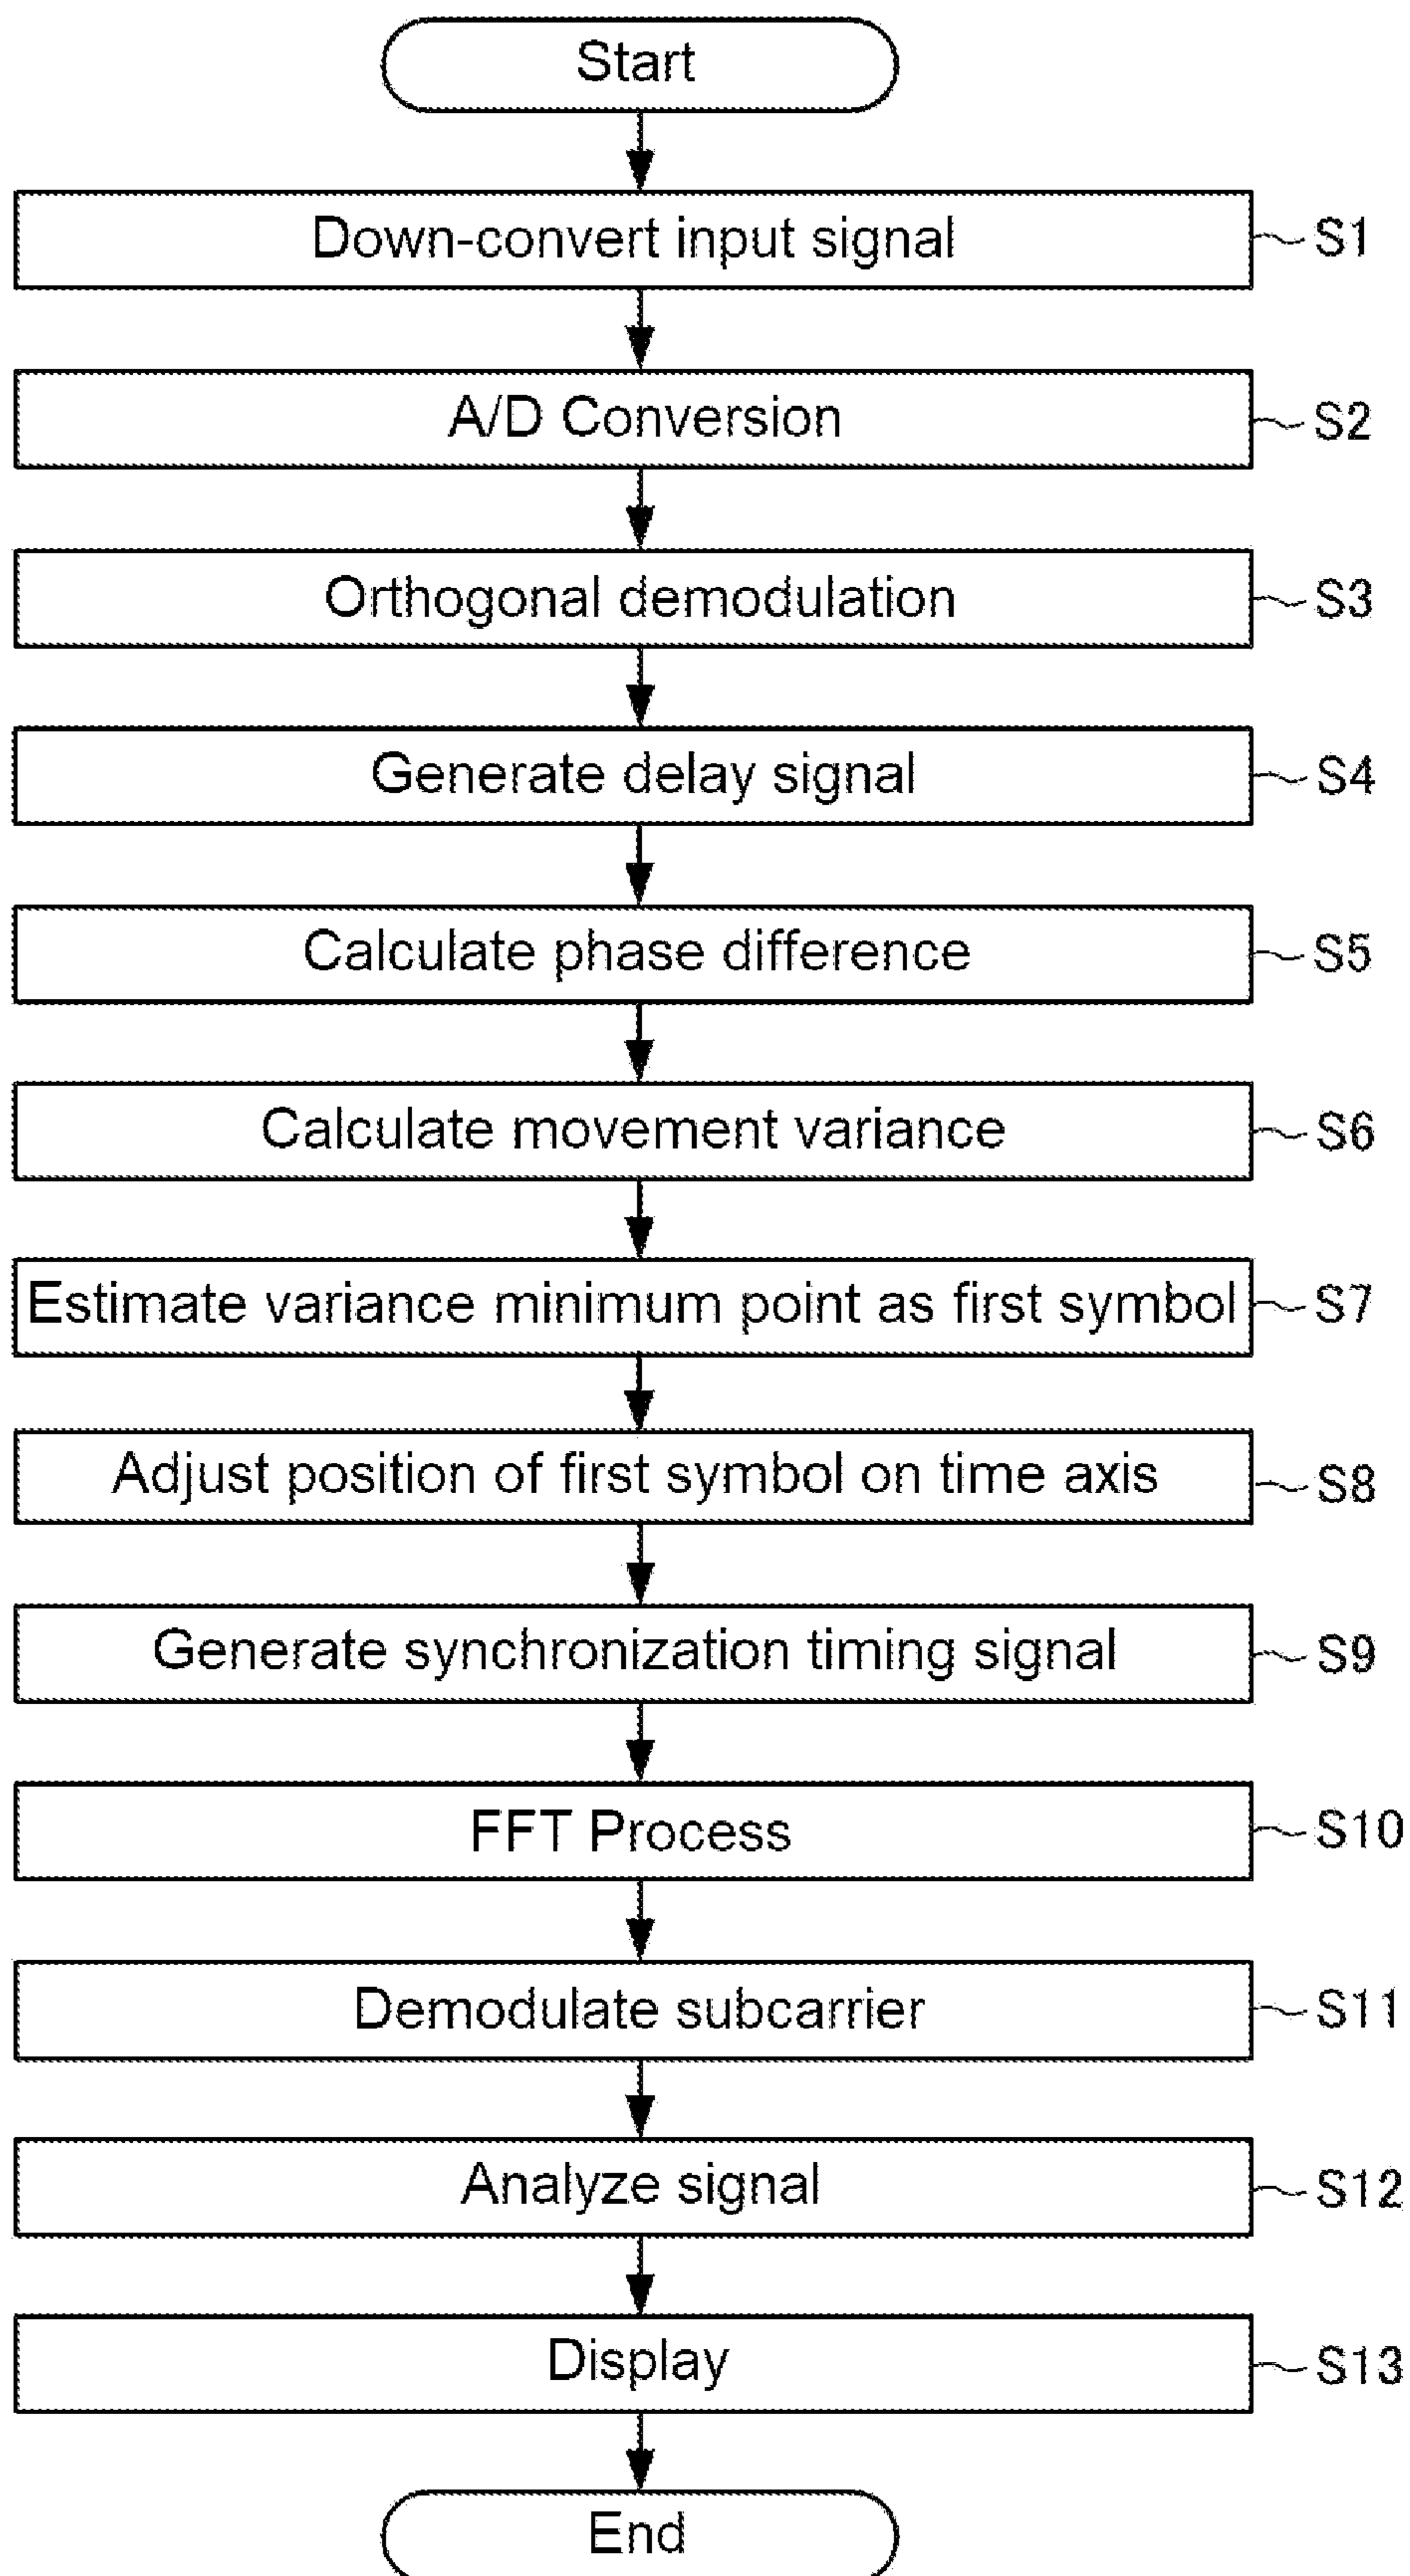 Start
Down-convert input signal S1
A/D Conversion S2
Orthogonal demodulation S3
Generate delay signal S4
Calculate phase difference S5
Calculate movement variance S6
Estimate variance minimum point as first symbol S7
Adjust position of first symbol on time axis S8
Generate synchronization timing signal S9
FFT Process S10
Demodulate subcarrier S11
Analyze signal S12
Display S13
End